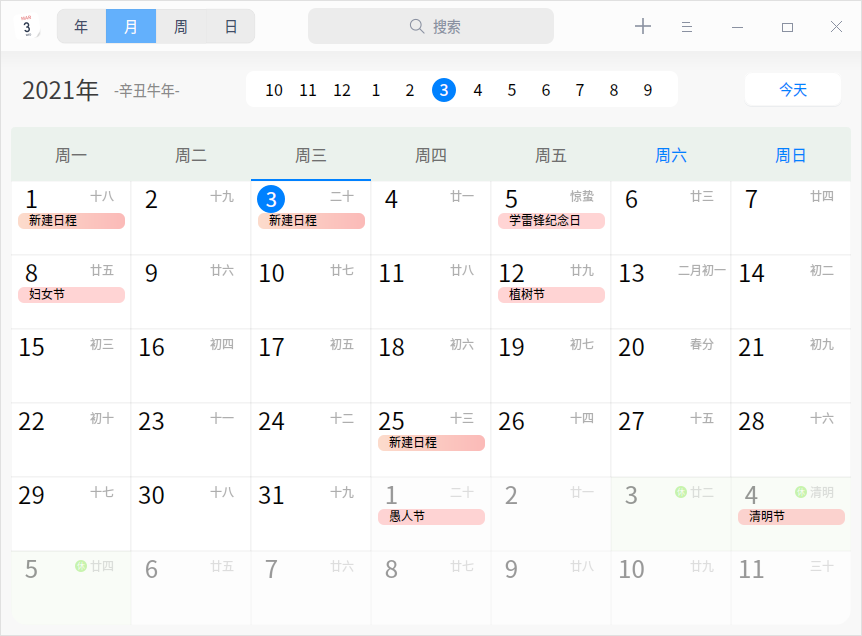 3
年 月 周 日
搜索
2021年 -辛丑牛年-
10 11 12 1 2 3 4 5 6 7 8 9
今天
周一 周二 周三 周四 周五 周六 周日
1 十八 2 十九 3 二十 4 廿一 5 惊蛰 6 廿三 7 廿四
新建日程 新建日程 学雷锋纪念日
8 廿五 9 廿六 10 廿七 11 廿八 12 廿九 13 二月初一 14 初二
妇女节 植树节
15 初三 16 初四 17 初五 18 初六 19 初七 20 春分 21 初九
22 初十 23 十一 24 十二 25 十三 26 十四 27 十五 28 十六
新建日程
29 十七 30 十八 31 十九 1 二十 2 廿一 3 休 廿二 4 休 清明
愚人节 清明节
5 休 廿四 6 廿五 7 廿六 8 廿七 9 廿八 10 廿九 11 三十